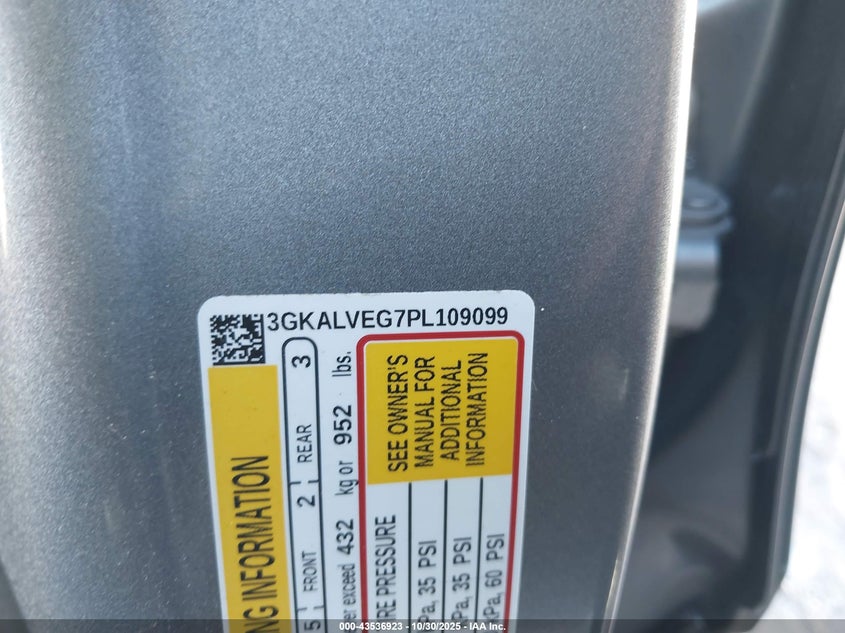 3GKALVEG7PL109099
NG INFORMATION
5 FRONT 2 REAR 3
exceed 432 kg or 952 lbs.
RE PRESSURE
SEE OWNER'S
MANUAL FOR
ADDITIONAL
INFORMATION
Pa, 35 PSI
Pa, 35 PSI
Pa, 60 PSI
000-43536923 - 10/30/2025 - IAA Inc.